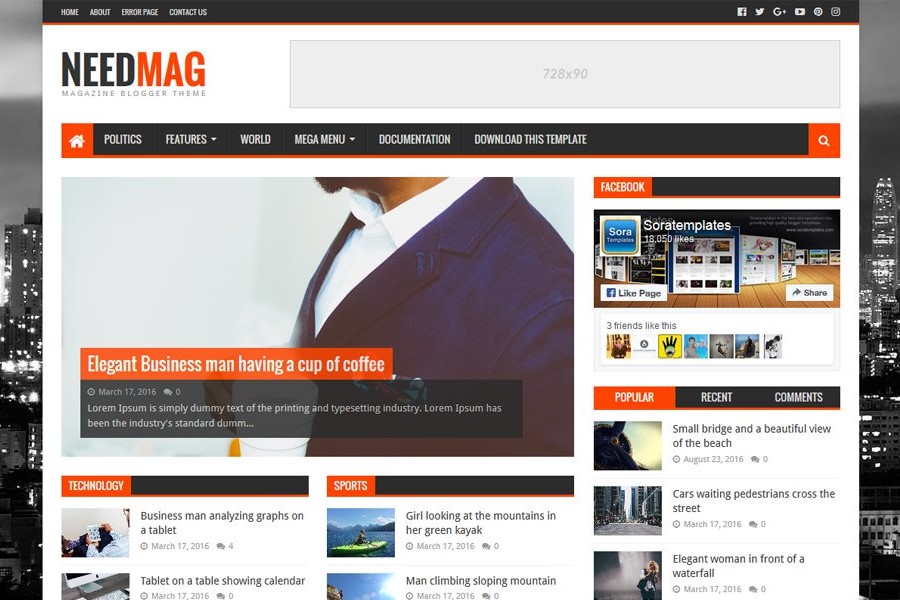 HOME ABOUT ERROR PAGE CONTACT US
NEEDMAG
MAGAZINE BLOGGER THEME
728x90
POLITICS FEATURES WORLD MEGA MENU DOCUMENTATION DOWNLOAD THIS TEMPLATE
Elegant Business man having a cup of coffee
March 17, 2016 0
Lorem Ipsum is simply dummy text of the printing and typesetting industry. Lorem Ipsum has
been the industry's standard dumm...
TECHNOLOGY
Business man analyzing graphs on
a tablet
March 17, 2016 4
Tablet on a table showing calendar
March 17, 2016 0
SPORTS
Girl looking at the mountains in
her green kayak
March 17, 2016 0
Man climbing sloping mountain
March 17, 2016 0
FACEBOOK
Sora
Templates
Soratemplates
18,050 likes
www.soratemplates.com
Like Page
Share
3 friends like this
POPULAR RECENT COMMENTS
Small bridge and a beautiful view
of the beach
August 23, 2016 0
Cars waiting pedestrians cross the
street
March 17, 2016 0
Elegant woman in front of a
waterfall
March 17, 2016 0